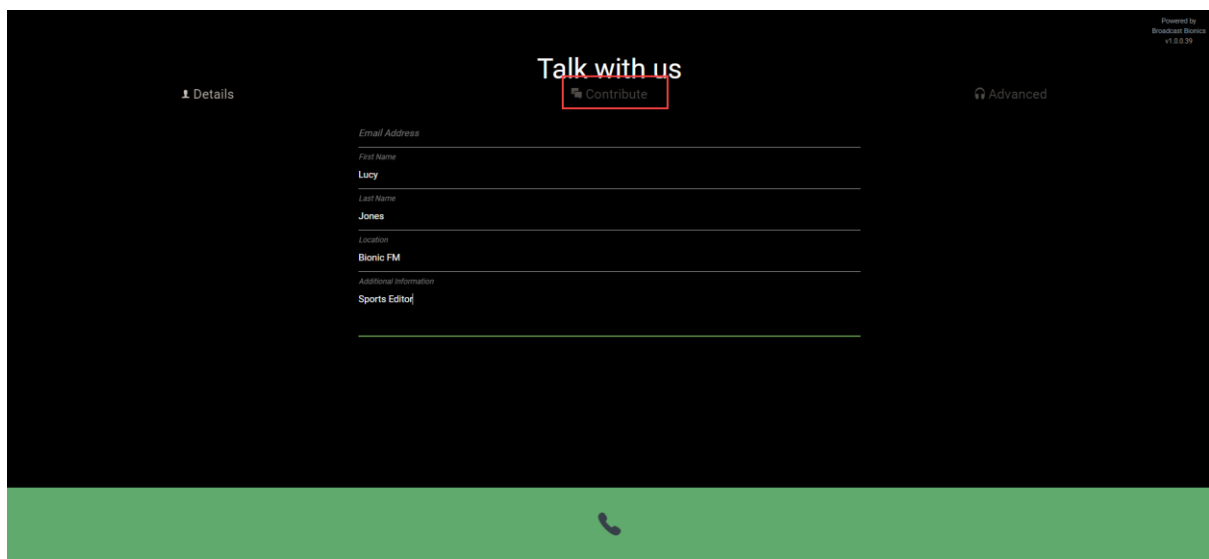 Powered by
Broadcast Bionics
v1.0.0.39
Talk with us
Details
Contribute
Advanced
Email Address
First Name
Lucy
Last Name
Jones
Location
Bionic FM
Additional Information
Sports Editor